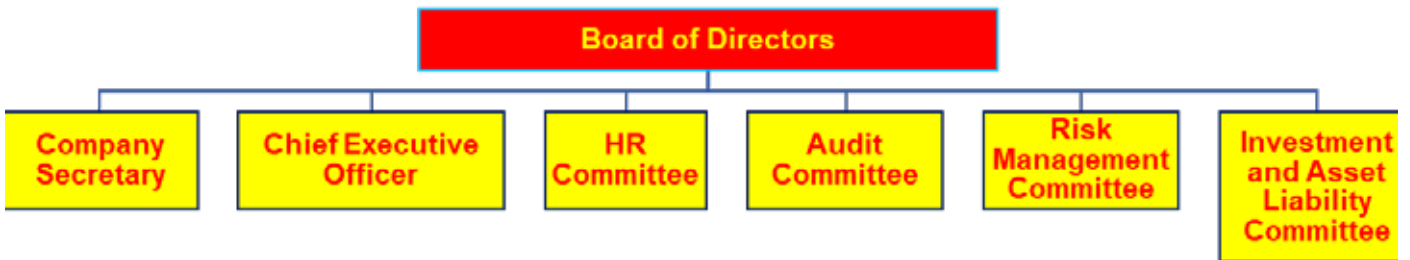 Board of Directors
Company
Secretary
Chief Executive
Officer
HR
Committee
Audit
Committee
Risk
Management
Committee
Investment
and Asset
Liability
Committee